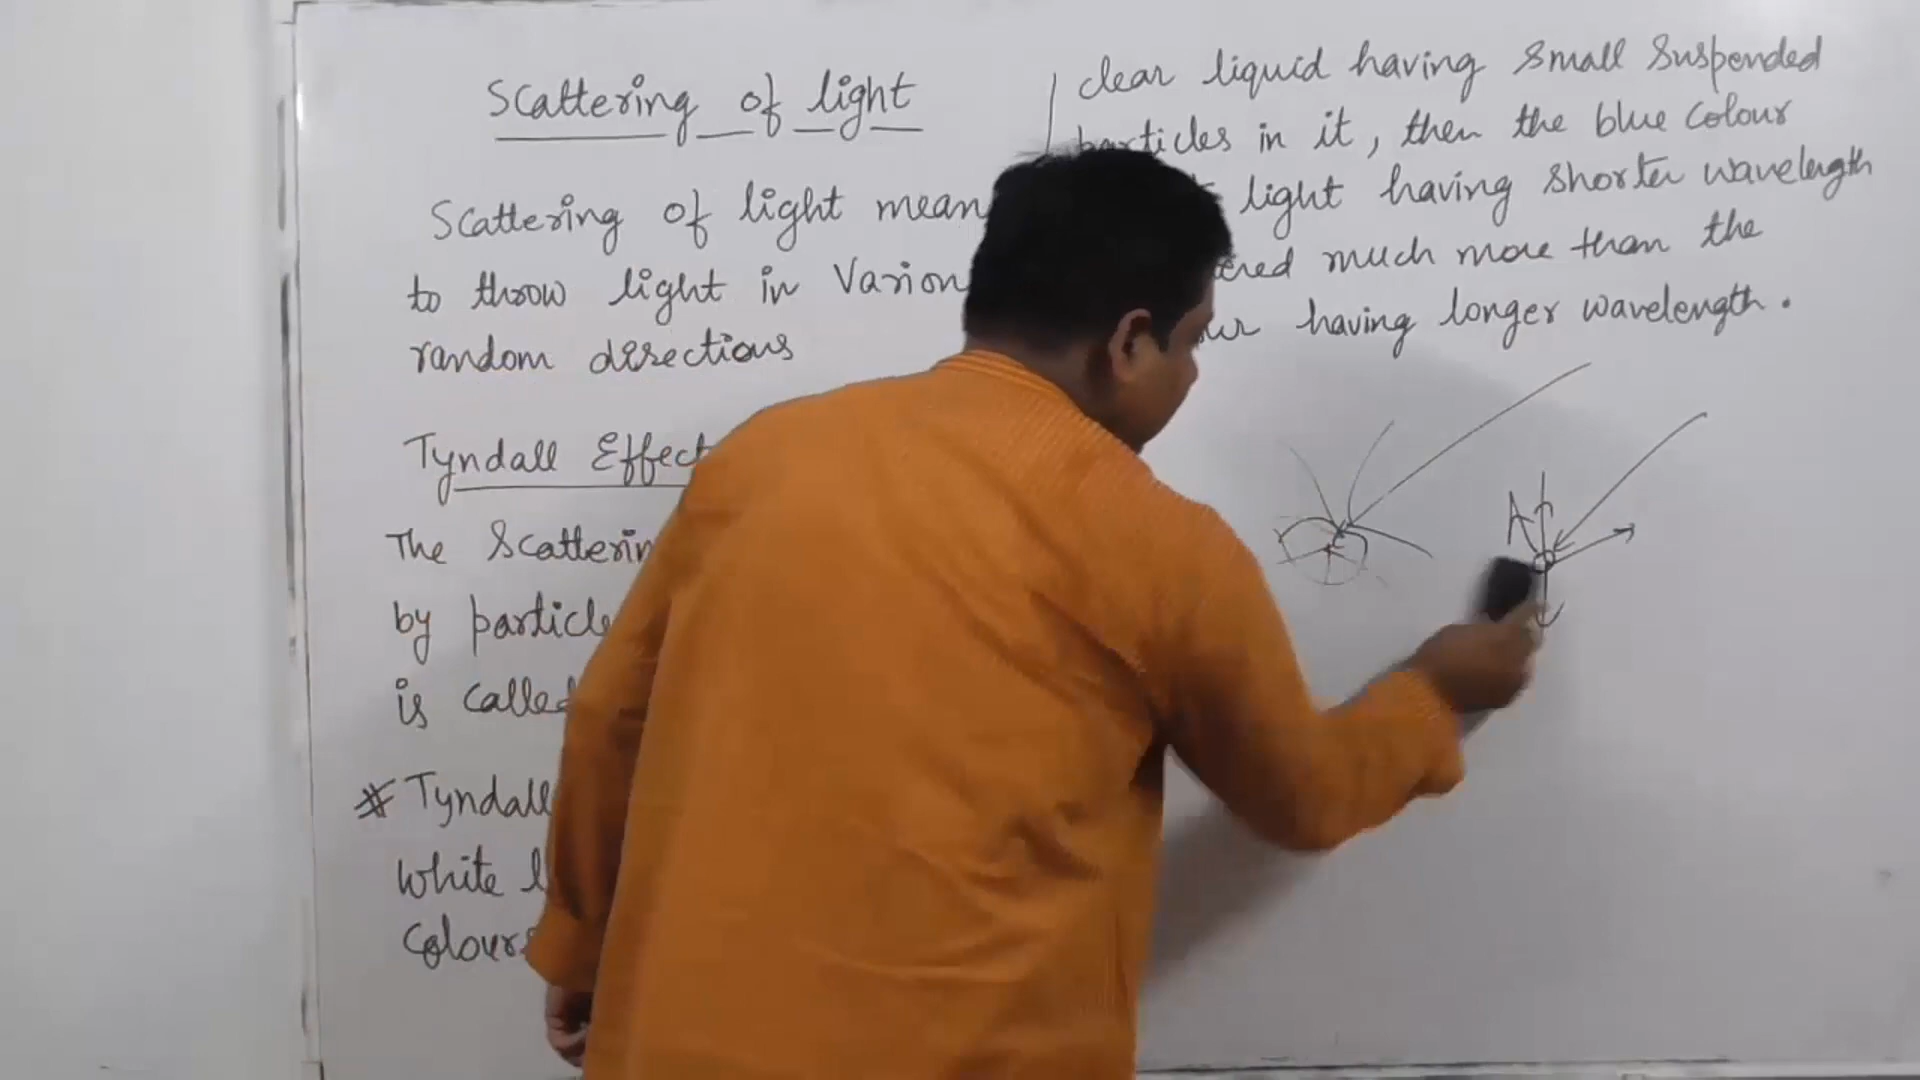 Scattering of light
Scattering of light mean
to throw light in Variou
random directions
Tyndall Effect
The Scatterin
by particle
is called
* Tyndall
White l
Colours
clear liquid having small suspended
particles in it, then the blue colour
light having shorter wavelength
much more than the
having longer wavelength.
A